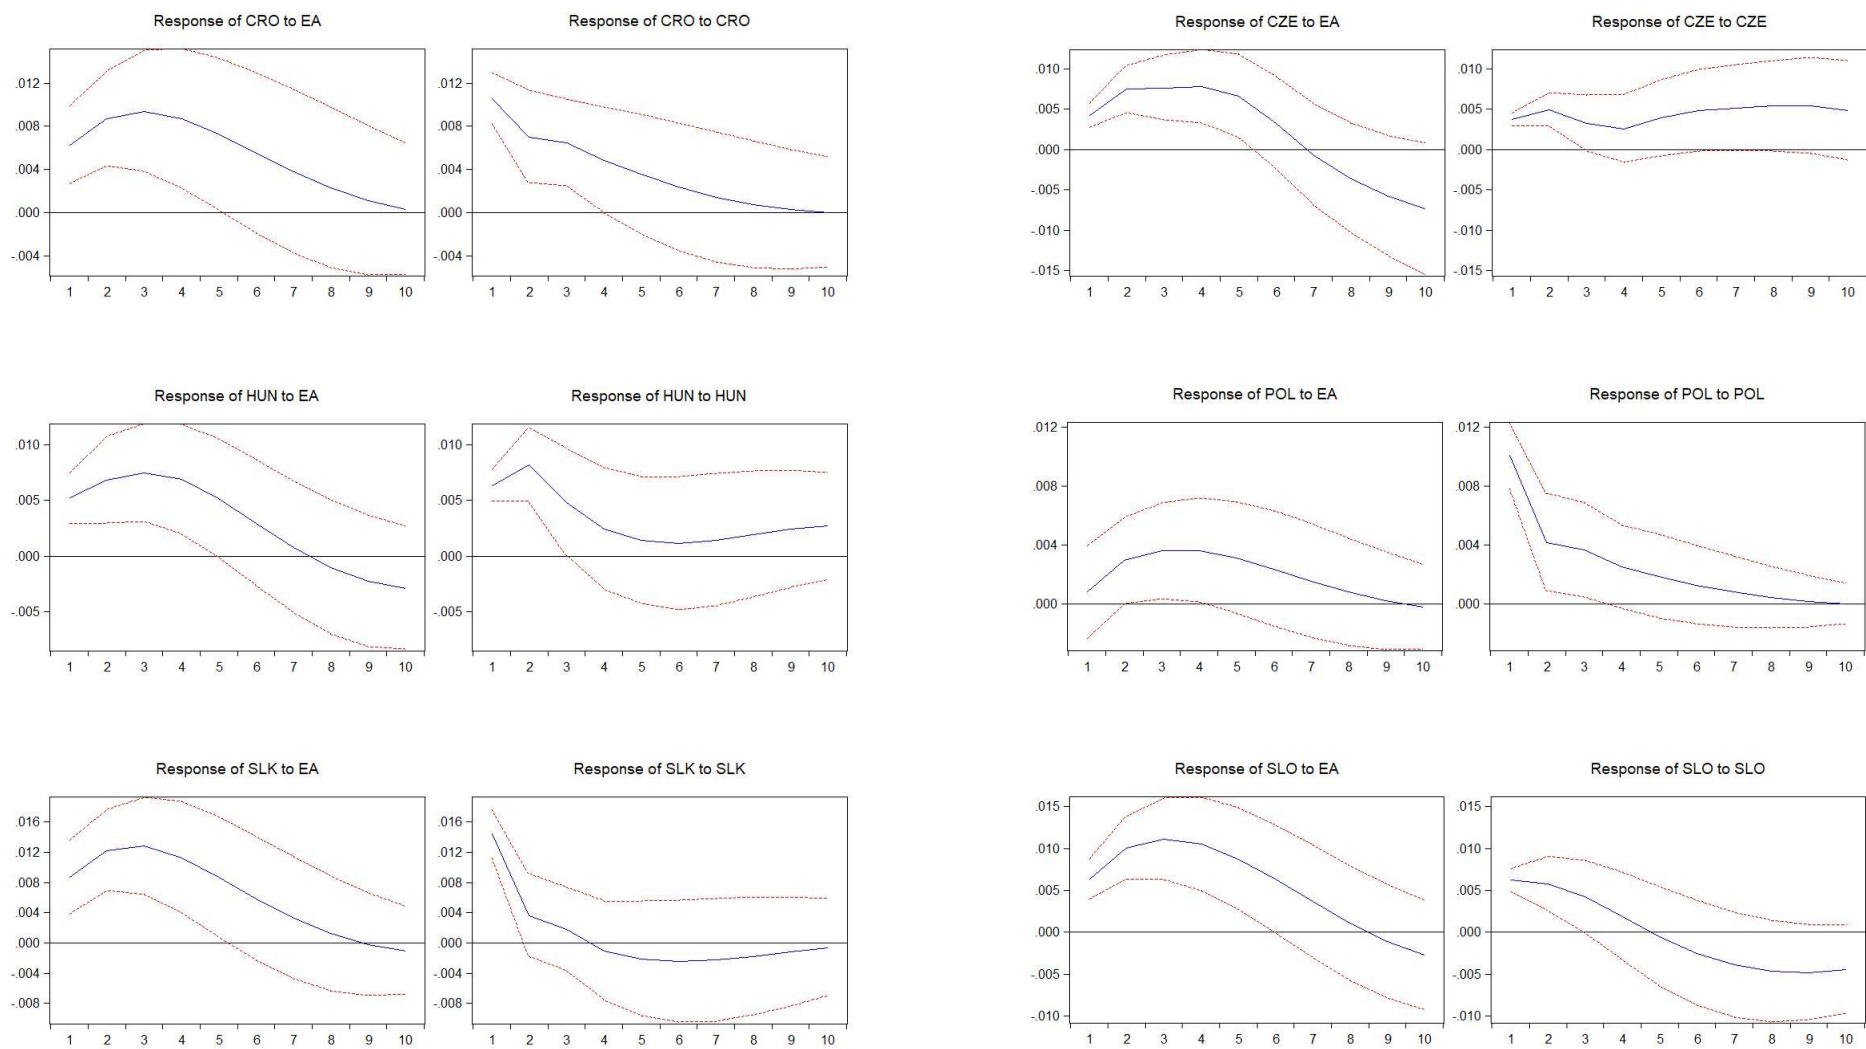 Response of CRO to EA
Response of CRO to CRO
.012
.008
.004
.000
-.004
1 2 3 4 5 6 7 8 9 10
.012
.008
.004
.000
-.004
1 2 3 4 5 6 7 8 9 10
Response of CZE to EA
Response of CZE to CZE
.010
.005
.000
-.005
-.010
-.015
1 2 3 4 5 6 7 8 9 10
.010
.005
.000
-.005
-.010
-.015
1 2 3 4 5 6 7 8 9 10
Response of HUN to EA
Response of HUN to HUN
.010
.005
.000
-.005
1 2 3 4 5 6 7 8 9 10
.010
.005
.000
-.005
1 2 3 4 5 6 7 8 9 10
Response of POL to EA
Response of POL to POL
.012
.008
.004
.000
1 2 3 4 5 6 7 8 9 10
.012
.008
.004
.000
1 2 3 4 5 6 7 8 9 10
Response of SLK to EA
Response of SLK to SLK
.016
.012
.008
.004
.000
-.004
-.008
1 2 3 4 5 6 7 8 9 10
.016
.012
.008
.004
.000
-.004
-.008
1 2 3 4 5 6 7 8 9 10
Response of SLO to EA
Response of SLO to SLO
.015
.010
.005
.000
-.005
-.010
1 2 3 4 5 6 7 8 9 10
.015
.010
.005
.000
-.005
-.010
1 2 3 4 5 6 7 8 9 10